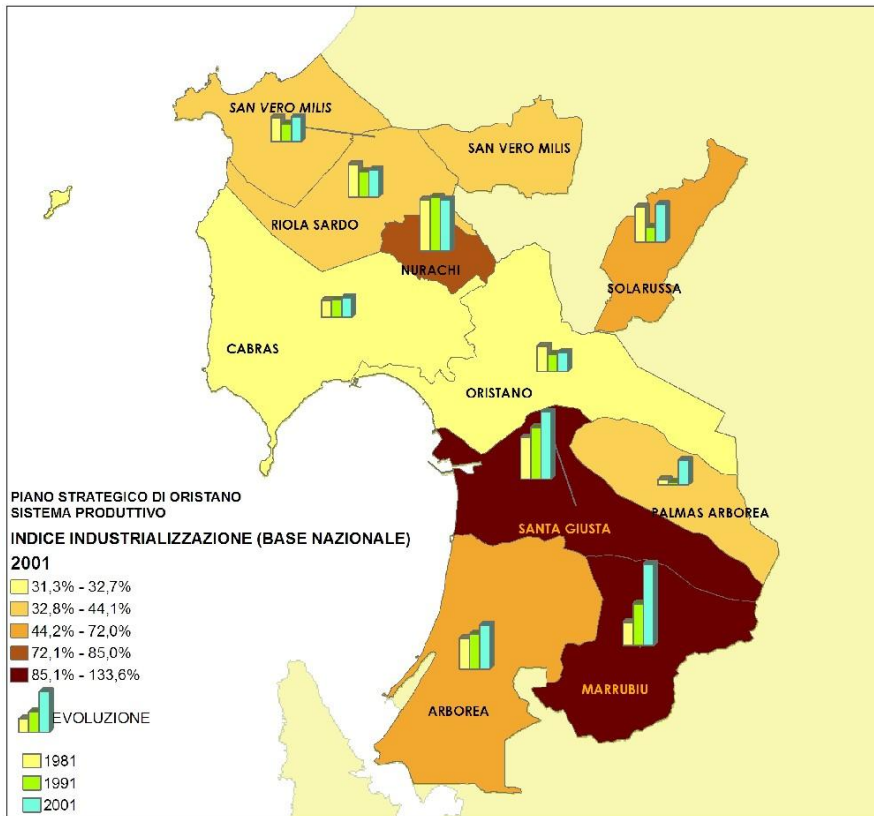 SAN VERO MILIS
SAN VERO MILIS
RIOLA SARDO
NURACHI
SOLARUSSA
CABRAS
ORISTANO
PALMAS ARBOREA
SANTA GIUSTA
MARRUBIU
ARBOREA
PIANO STRATEGICO DI ORISTANO
SISTEMA PRODUTTIVO
INDICE INDUSTRIALIZZAZIONE (BASE NAZIONALE)
2001
31,3% - 32,7%
32,8% - 44,1%
44,2% - 72,0%
72,1% - 85,0%
85,1% - 133,6%
EVOLUZIONE
1981
1991
2001